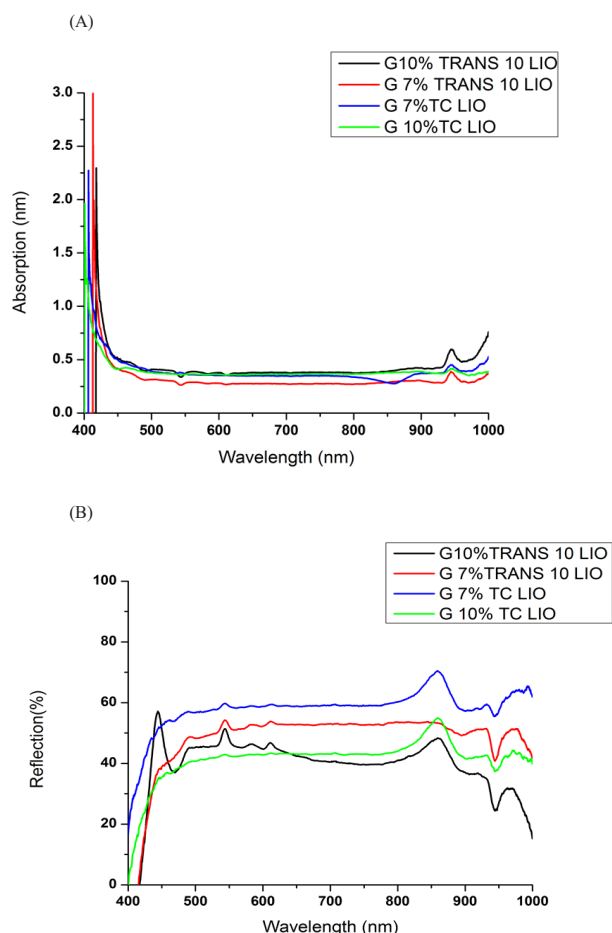 (A)
G10% TRANS 10 LIO
G 7% TRANS 10 LIO
G 7%TC LIO
G 10%TC LIO
3.0
2.5
2.0
1.5
1.0
0.5
0.0
Absorption (nm)
400 500 600 700 800 900 1000
Wavelength (nm)
(B)
G10%TRANS 10 LIO
G 7%TRANS 10 LIO
G 7% TC LIO
G 10% TC LIO
100
80
60
40
20
0
Reflection(%)
400 500 600 700 800 900 1000
Wavelength (nm)